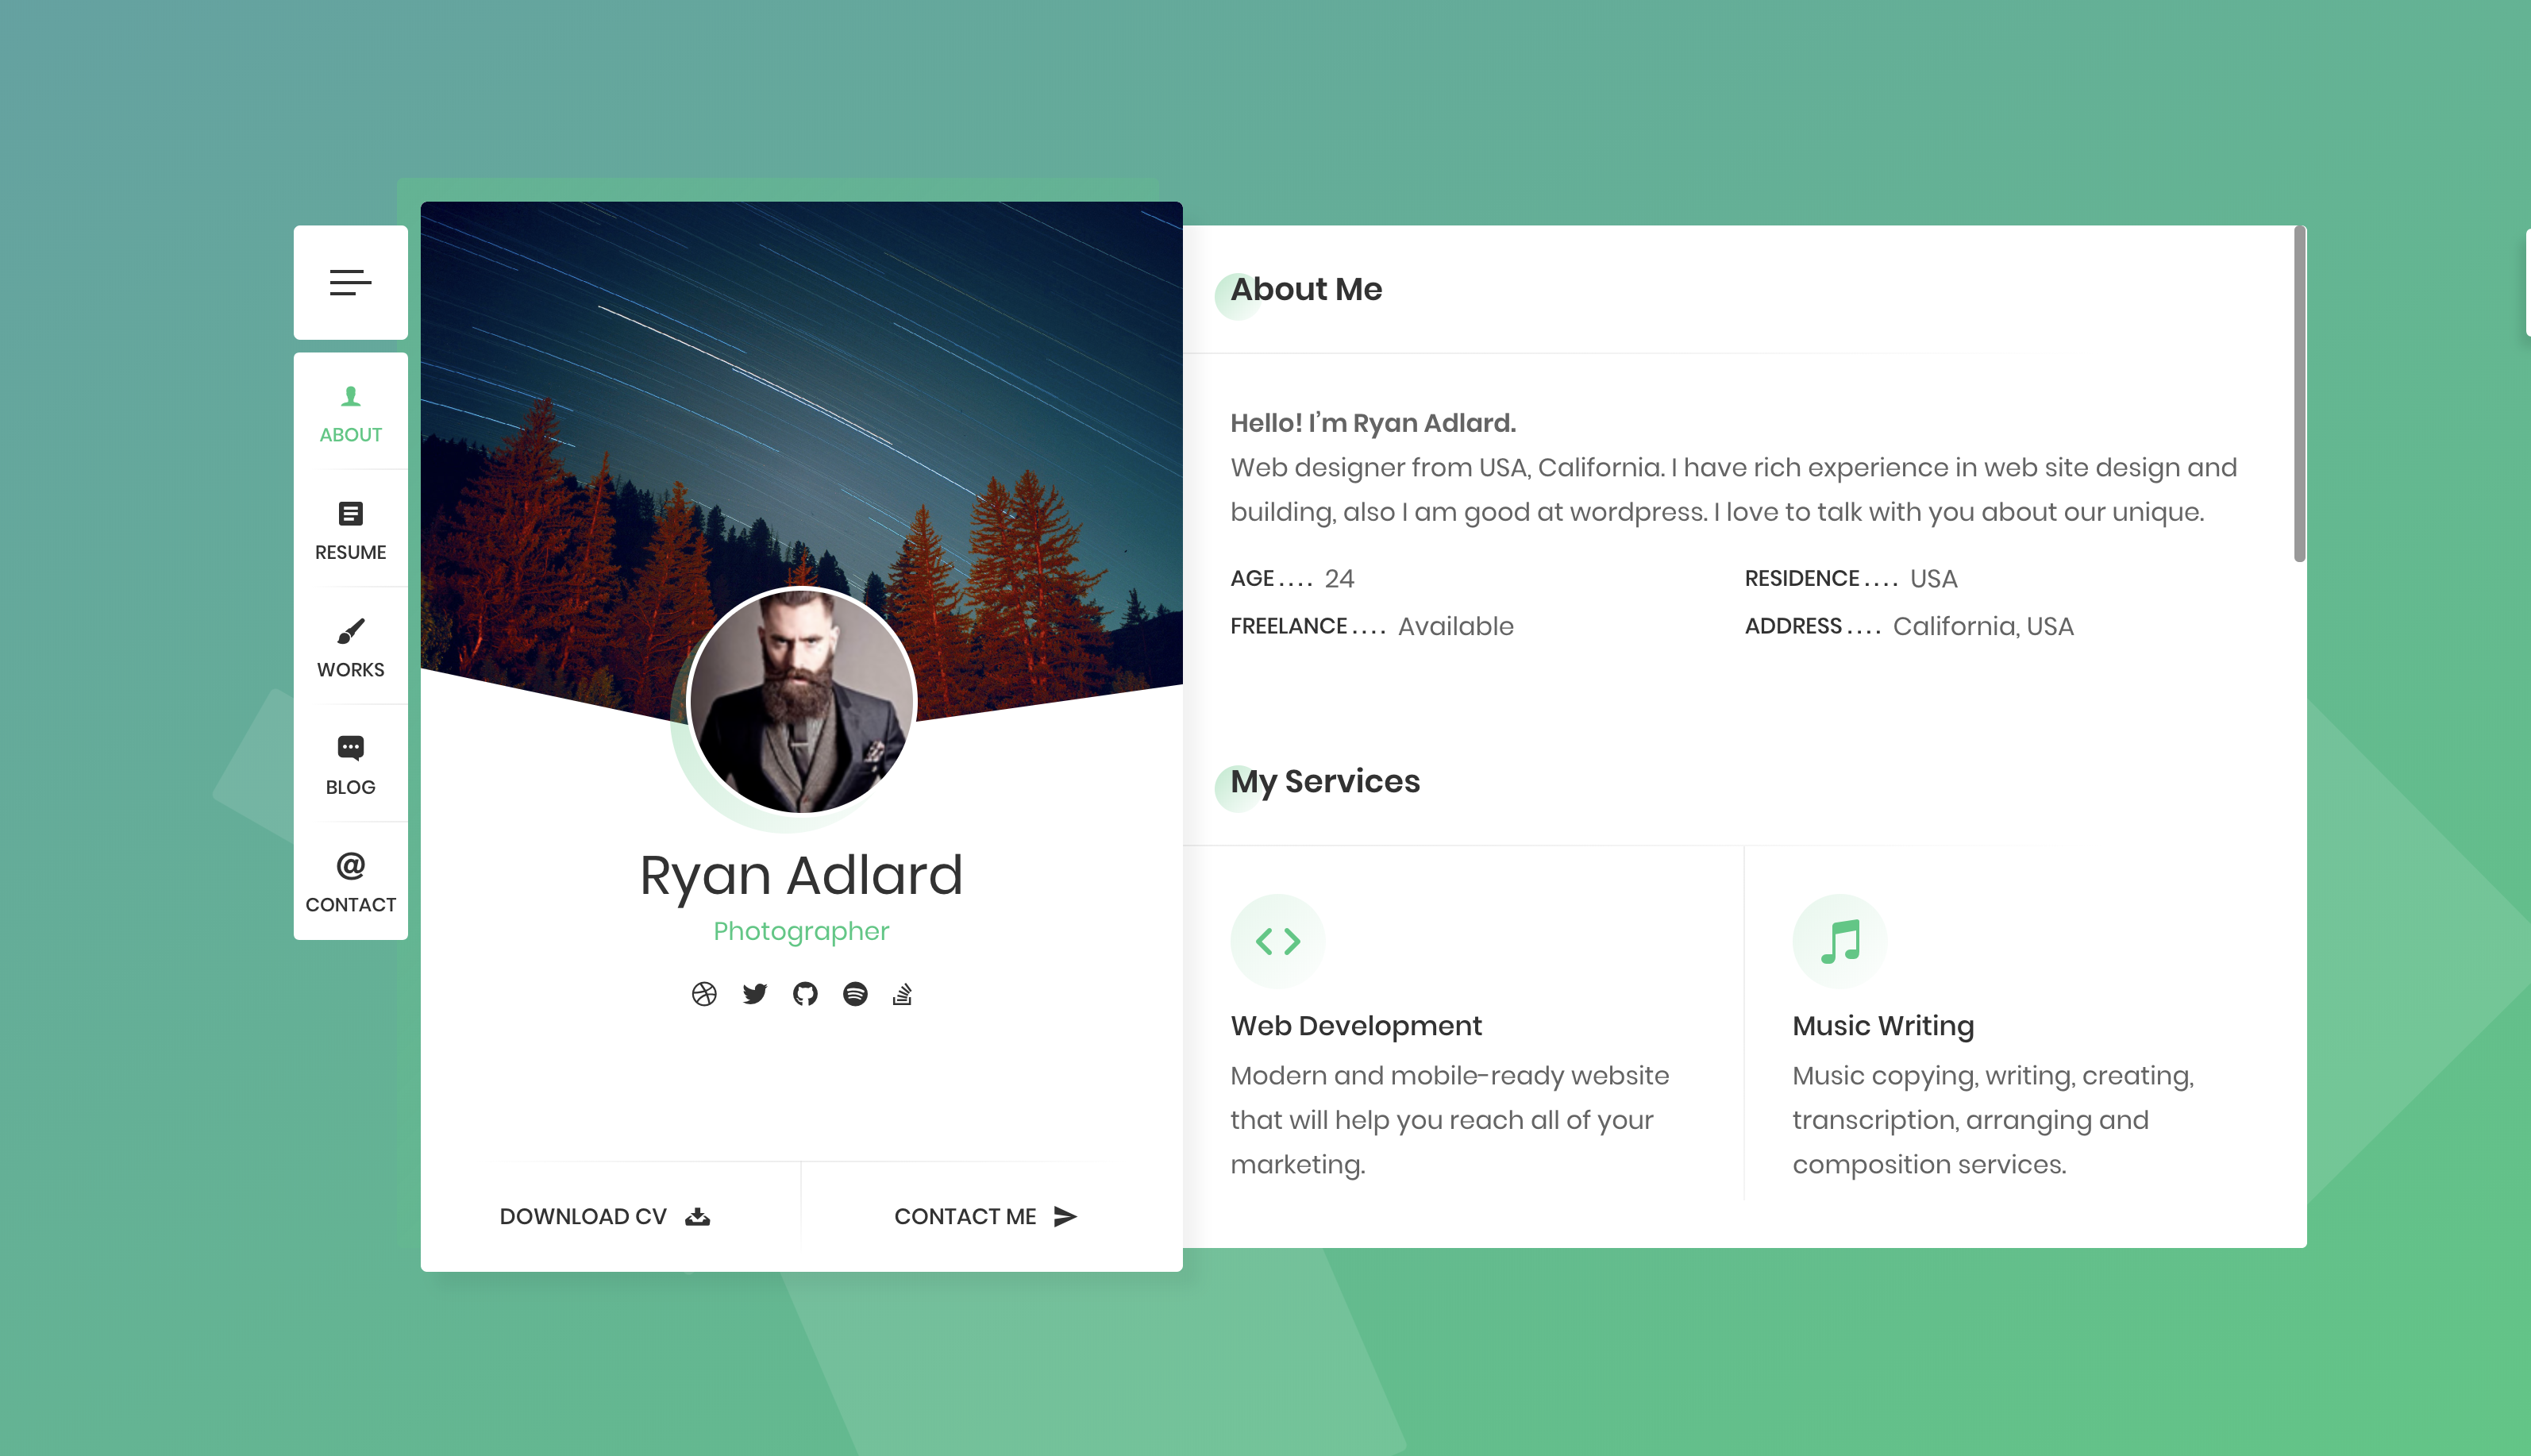 ABOUT
RESUME
WORKS
BLOG
@
CONTACT
Ryan Adlard
Photographer
DOWNLOAD CV
CONTACT ME
About Me
Hello! I’m Ryan Adlard.
Web designer from USA, California. I have rich experience in web site design and
building, also I am good at wordpress. I love to talk with you about our unique.
AGE .... 24
RESIDENCE .... USA
FREELANCE .... Available
ADDRESS .... California, USA
My Services
Web Development
Modern and mobile-ready website
that will help you reach all of your
marketing.
Music Writing
Music copying, writing, creating,
transcription, arranging and
composition services.